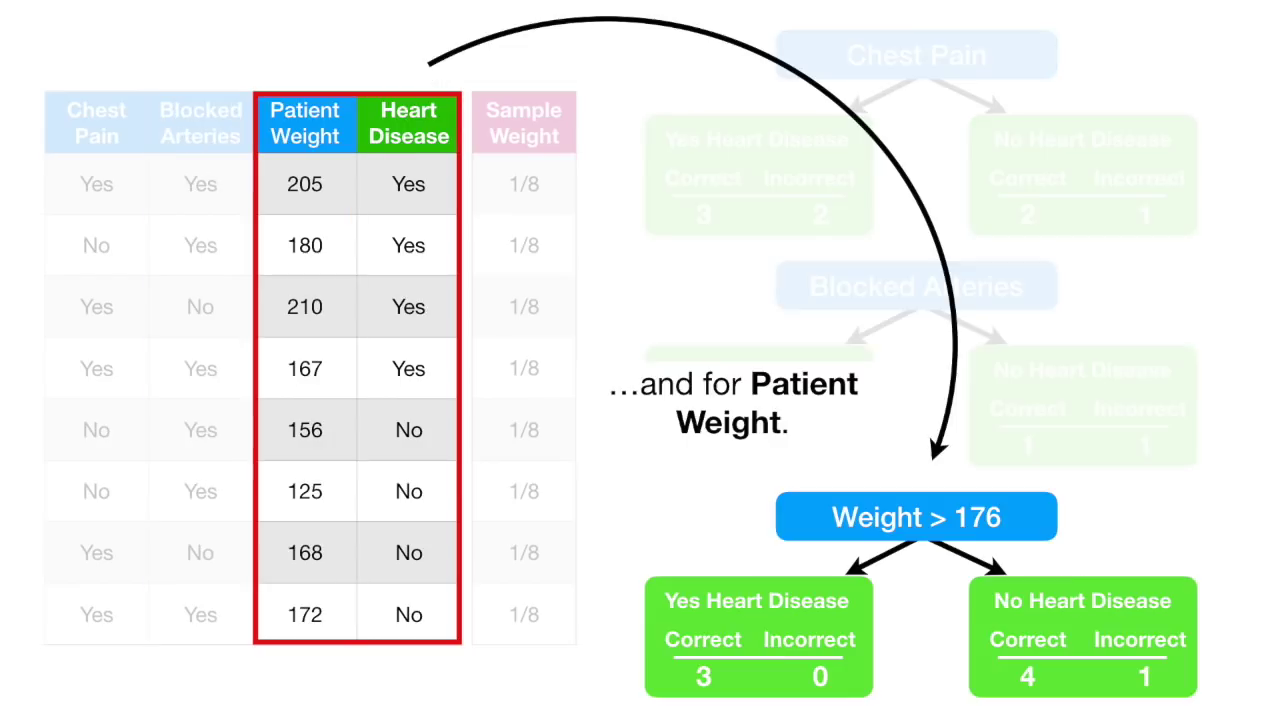 Chest Pain
Blocked Arteries
Patient Weight
Heart Disease
Sample Weight
Yes Yes 205 Yes 1/8
No Yes 180 Yes 1/8
Yes No 210 Yes 1/8
Yes Yes 167 Yes 1/8
No Yes 156 No 1/8
No Yes 125 No 1/8
Yes No 168 No 1/8
Yes Yes 172 No 1/8
Chest Pain
Yes Heart Disease
Correct Incorrect
3 2
No Heart Disease
Correct Incorrect
2 1
Blocked Arteries
No Heart Disease
Correct Incorrect
1 1
…and for Patient
Weight.
Weight > 176
Yes Heart Disease
Correct Incorrect
3 0
No Heart Disease
Correct Incorrect
4 1